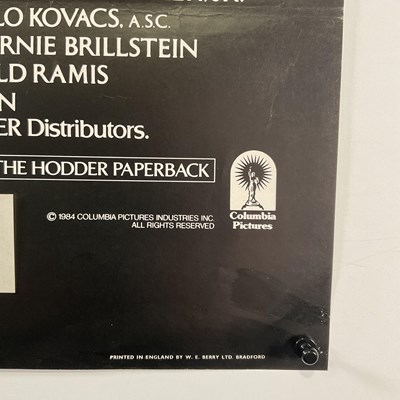 LO KOVACS, A.S.C.
ERNIE BRILLSTEIN
LD RAMIS
N
ER Distributors.
THE HODDER PAPERBACK
© 1984 COLUMBIA PICTURES INDUSTRIES INC.
ALL RIGHTS RESERVED
Columbia
Pictures
PRINTED IN ENGLAND BY W. E. BERRY LTD. BRADFORD